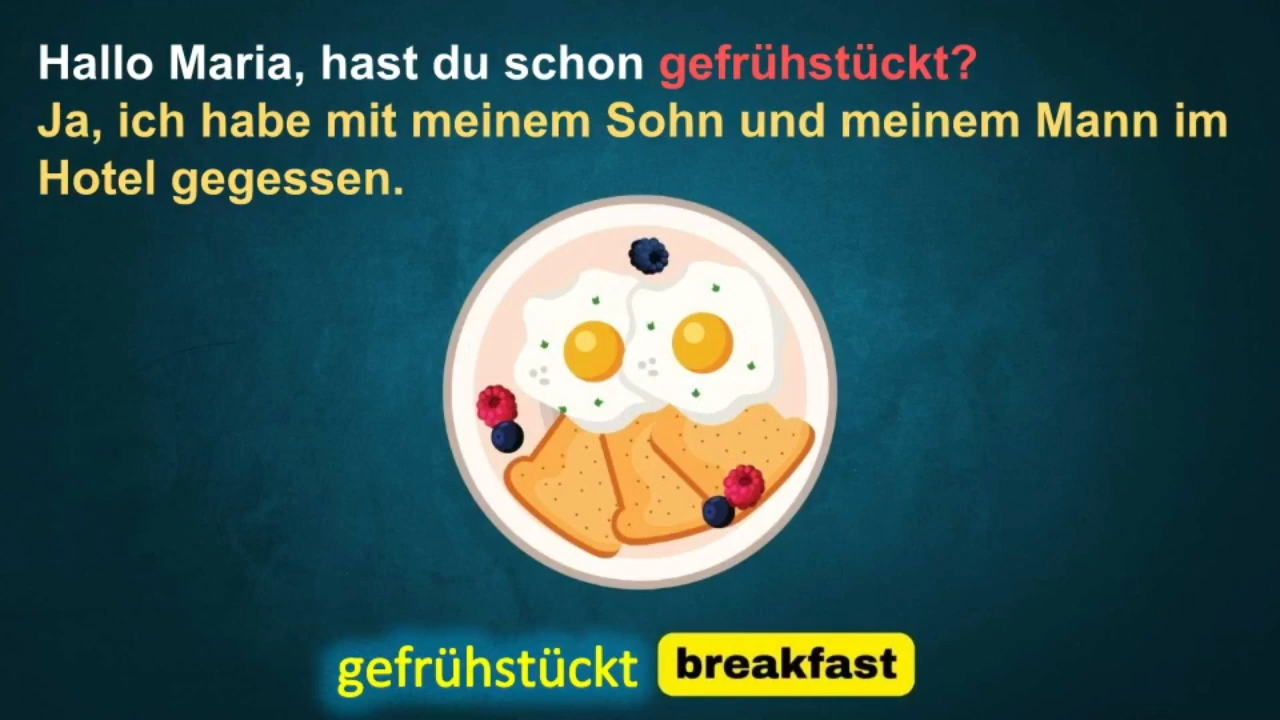 Hallo Maria, hast du schon gefrühstückt?
Ja, ich habe mit meinem Sohn und meinem Mann im
Hotel gegessen.
gefrühstückt breakfast